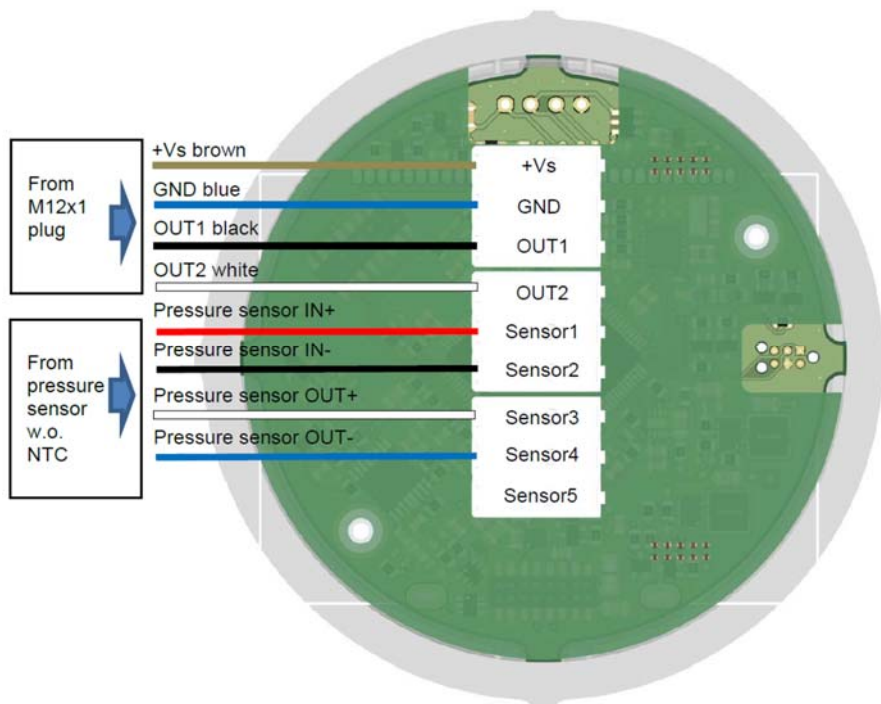 +Vs brown
From
M12x1
plug
GND blue
OUT1 black
OUT2 white
From
pressure
sensor
w.o.
NTC
Pressure sensor IN+
Pressure sensor IN-
Pressure sensor OUT+
Pressure sensor OUT-
+Vs
GND
OUT1
OUT2
Sensor1
Sensor2
Sensor3
Sensor4
Sensor5